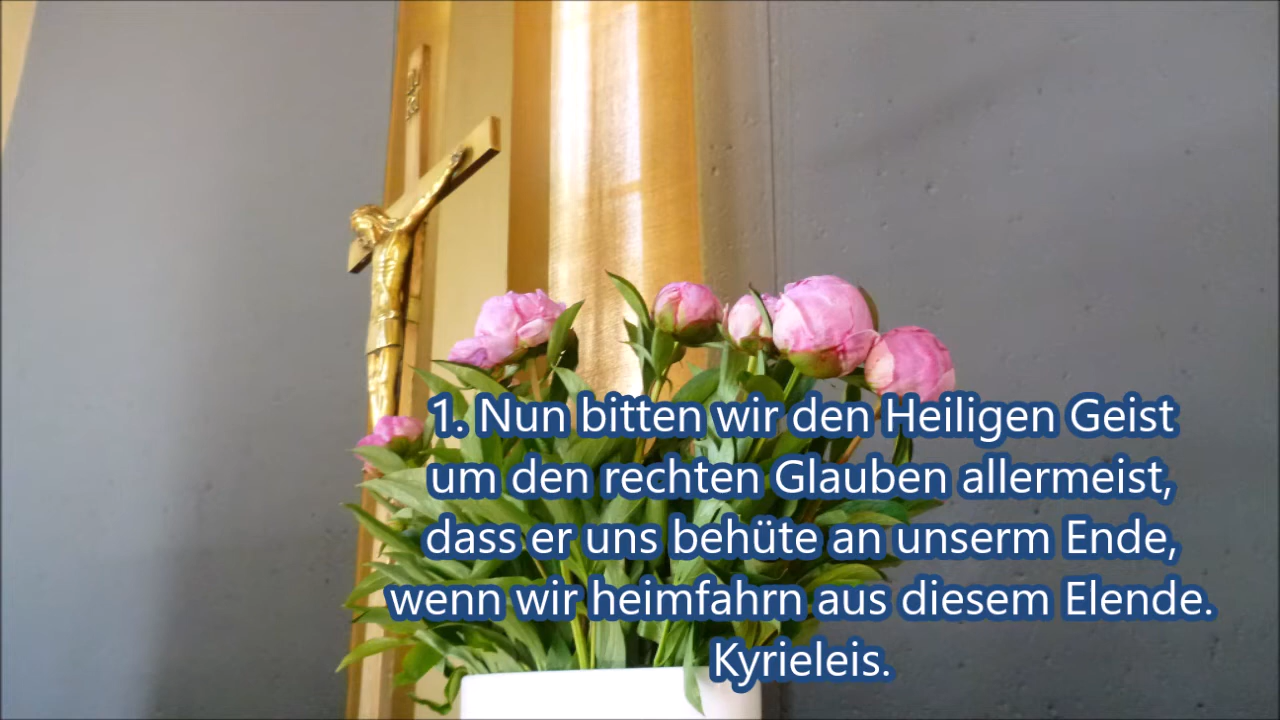 1. Nun bitten wir den Heiligen Geist
um den rechten Glauben allermeist,
dass er uns behüte an unserm Ende,
wenn wir heimfahrn aus diesem Elende.
Kyrieleis.